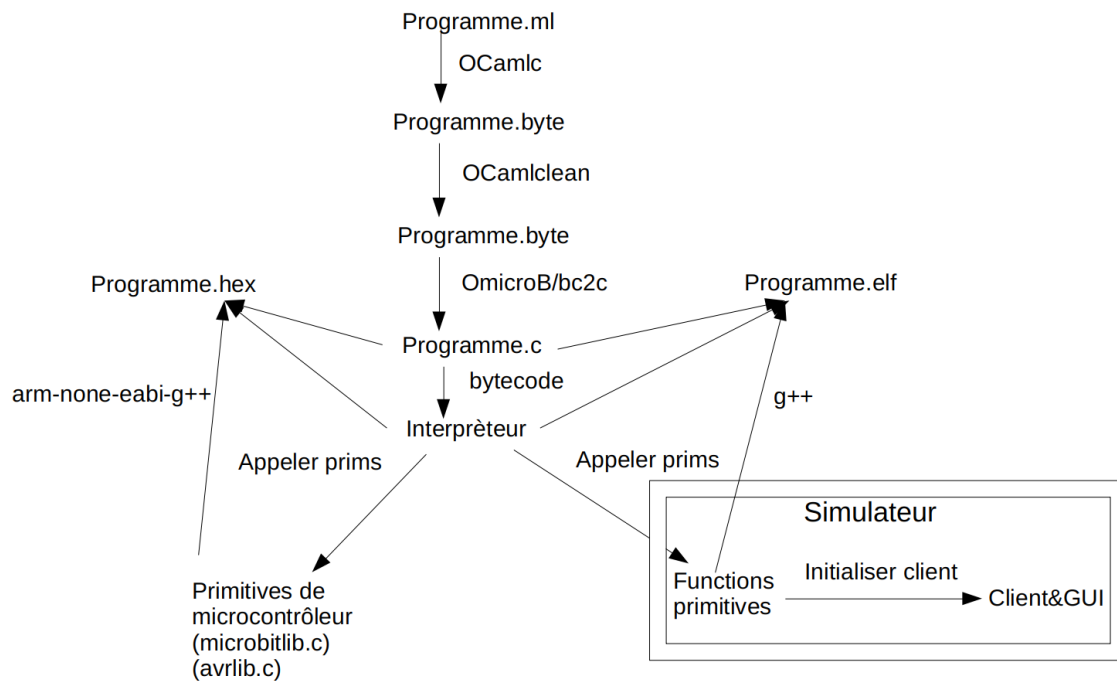 Programme.ml
OCamlc
Programme.byte
OCamlclean
Programme.byte
Programme.hex
OmicroB/bc2c
Programme.elf
Programme.c
arm-none-eabi-g++
bytecode
g++
Interprèteur
Appeler prims
Appeler prims
Simulateur
Initialiser client
Functions
primitives
Client&GUI
Primitives de
microcontrôleur
(microbitlib.c)
(avrlib.c)